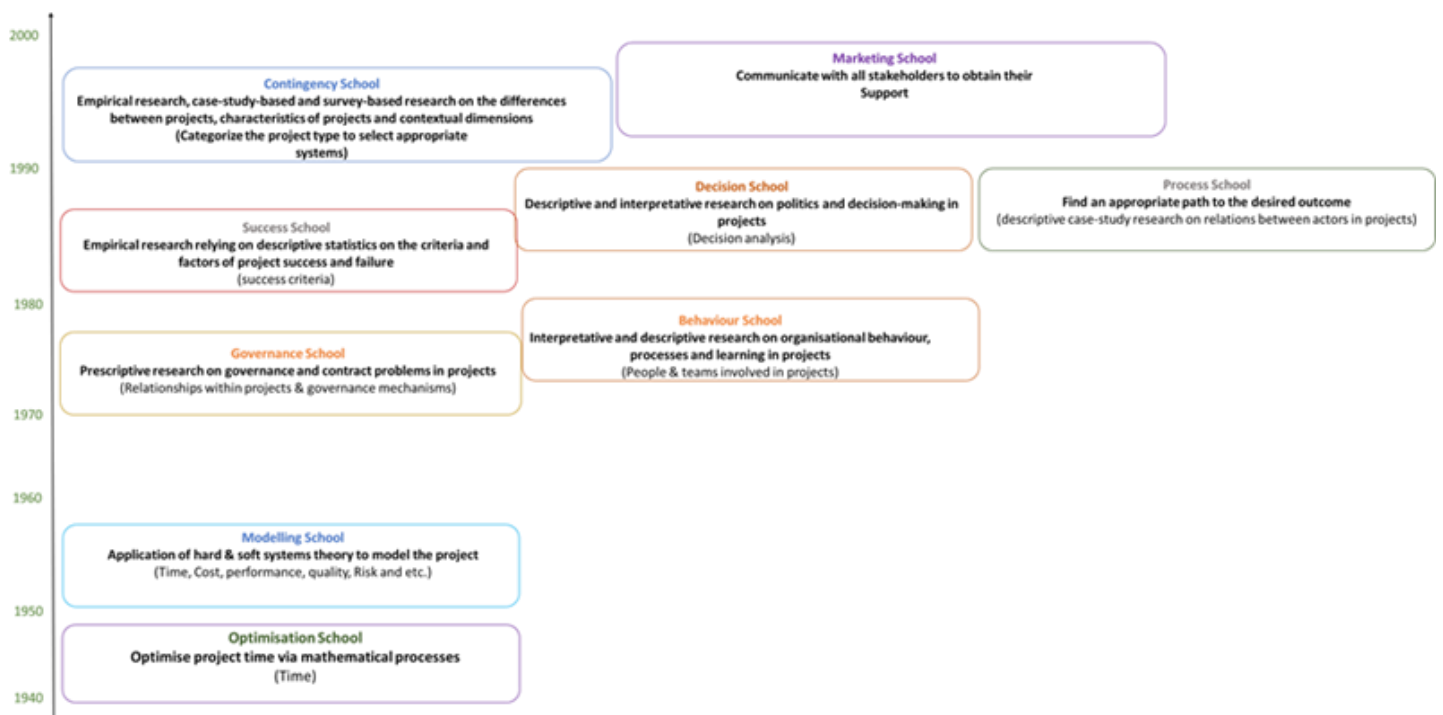 2000
Marketing School
Communicate with all stakeholders to obtain their
Support
Contingency School
Empirical research, case-study-based and survey-based research on the differences
between projects, characteristics of projects and contextual dimensions
(Categorize the project type to select appropriate
systems)
1990
Decision School
Descriptive and interpretative research on politics and decision-making in
projects
(Decision analysis)
Process School
Find an appropriate path to the desired outcome
(descriptive case-study research on relations between actors in projects)
Success School
Empirical research relying on descriptive statistics on the criteria and
factors of project success and failure
(success criteria)
1980
Behaviour School
Interpretative and descriptive research on organisational behaviour,
processes and learning in projects
(People & teams involved in projects)
Governance School
Prescriptive research on governance and contract problems in projects
(Relationships within projects & governance mechanisms)
1970
1960
Modelling School
Application of hard & soft systems theory to model the project
(Time, Cost, performance, quality, Risk and etc.)
1950
Optimisation School
Optimise project time via mathematical processes
(Time)
1940